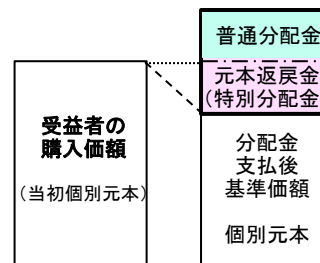 普通分配金
元本返戻金
(特別分配金
受益者の
購入価額
(当初個別元本)
分配金
支払後
基準価額
個別元本